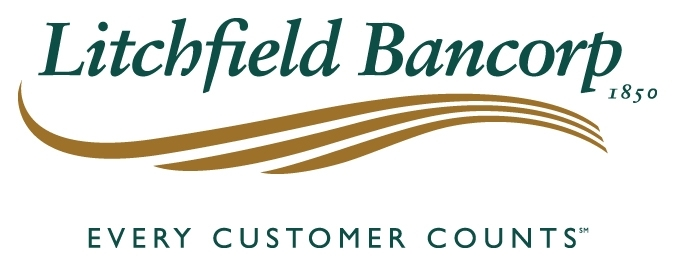 Litchfield Bancorp
1850
EVERY CUSTOMER COUNTS℠